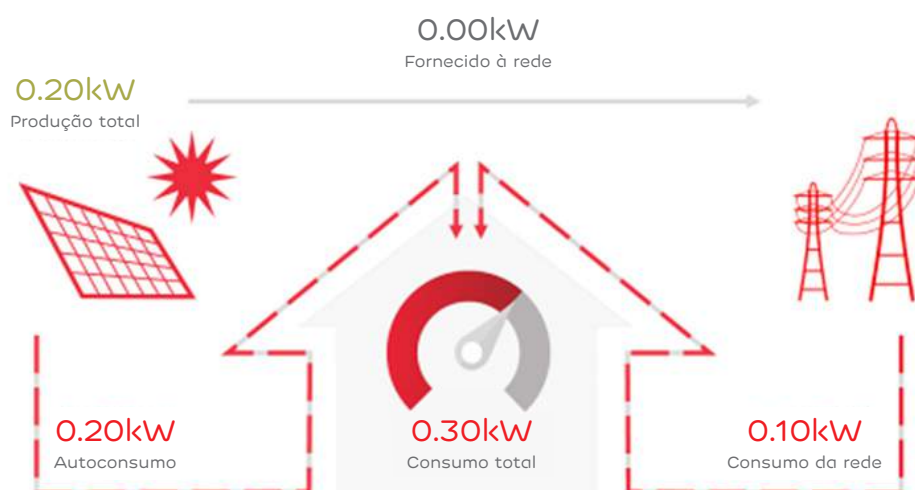 0.00kW
Fornecido à rede
0.20kW
Produção total
0.20kW
Autoconsumo
0.30kW
Consumo total
0.10kW
Consumo da rede